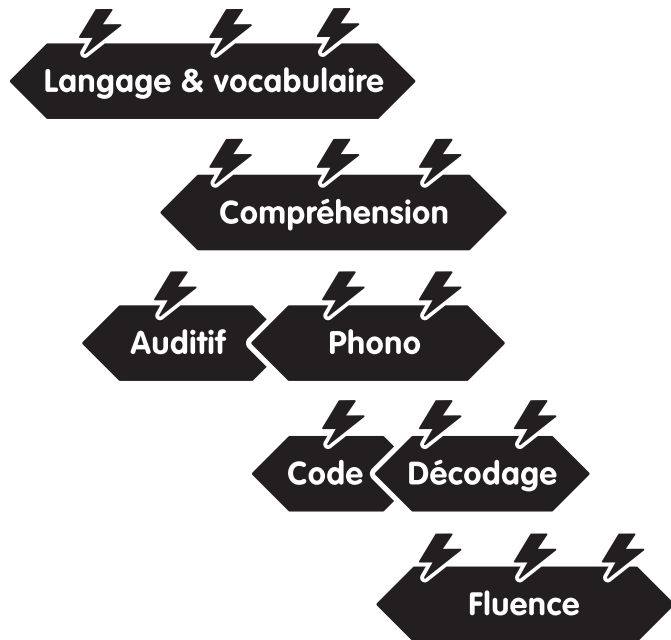 Langage & vocabulaire
Compréhension
Auditif Phono
Code Décodage
Fluence